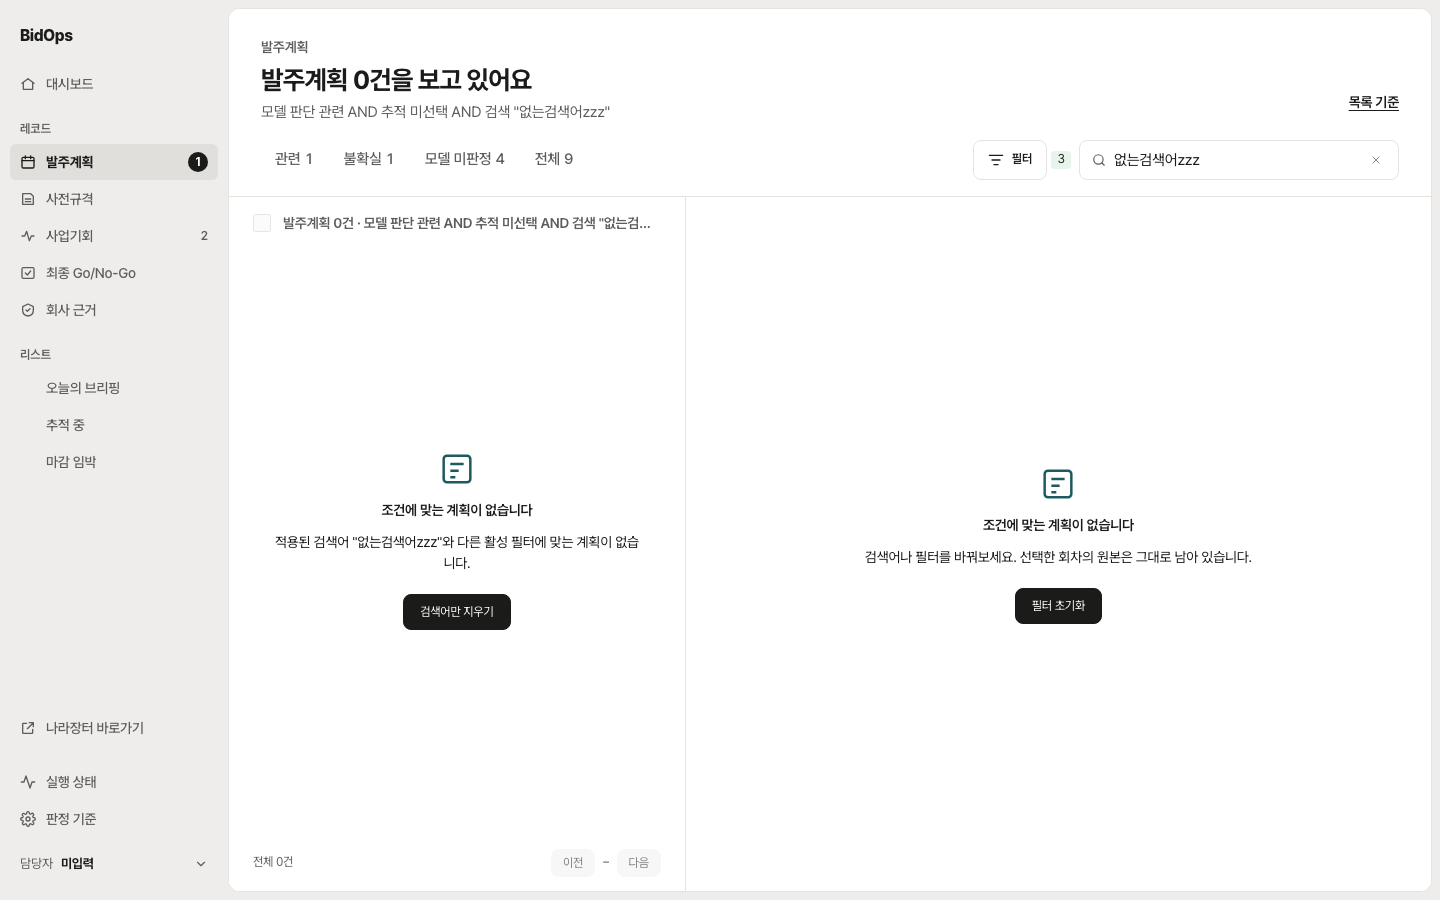 BidOps
대시보드
레코드
발주계획 1
사전규격
사업기회 2
최종 Go/No-Go
회사 근거
리스트
오늘의 브리핑
추적 중
마감 임박
나라장터 바로가기
실행 상태
판정 기준
담당자 미입력
발주계획
발주계획 0건을 보고 있어요
모델 판단 관련 AND 추적 미선택 AND 검색 "없는검색어zzz"
목록 기준
관련 1 불확실 1 모델 미판정 4 전체 9
필터 3 없는검색어zzz
발주계획 0건 · 모델 판단 관련 AND 추적 미선택 AND 검색 "없는검...
조건에 맞는 계획이 없습니다
적용된 검색어 "없는검색어zzz"와 다른 활성 필터에 맞는 계획이 없습
니다.
검색어만 지우기
전체 0건 이전 – 다음
조건에 맞는 계획이 없습니다
검색어나 필터를 바꿔보세요. 선택한 회차의 원본은 그대로 남아 있습니다.
필터 초기화